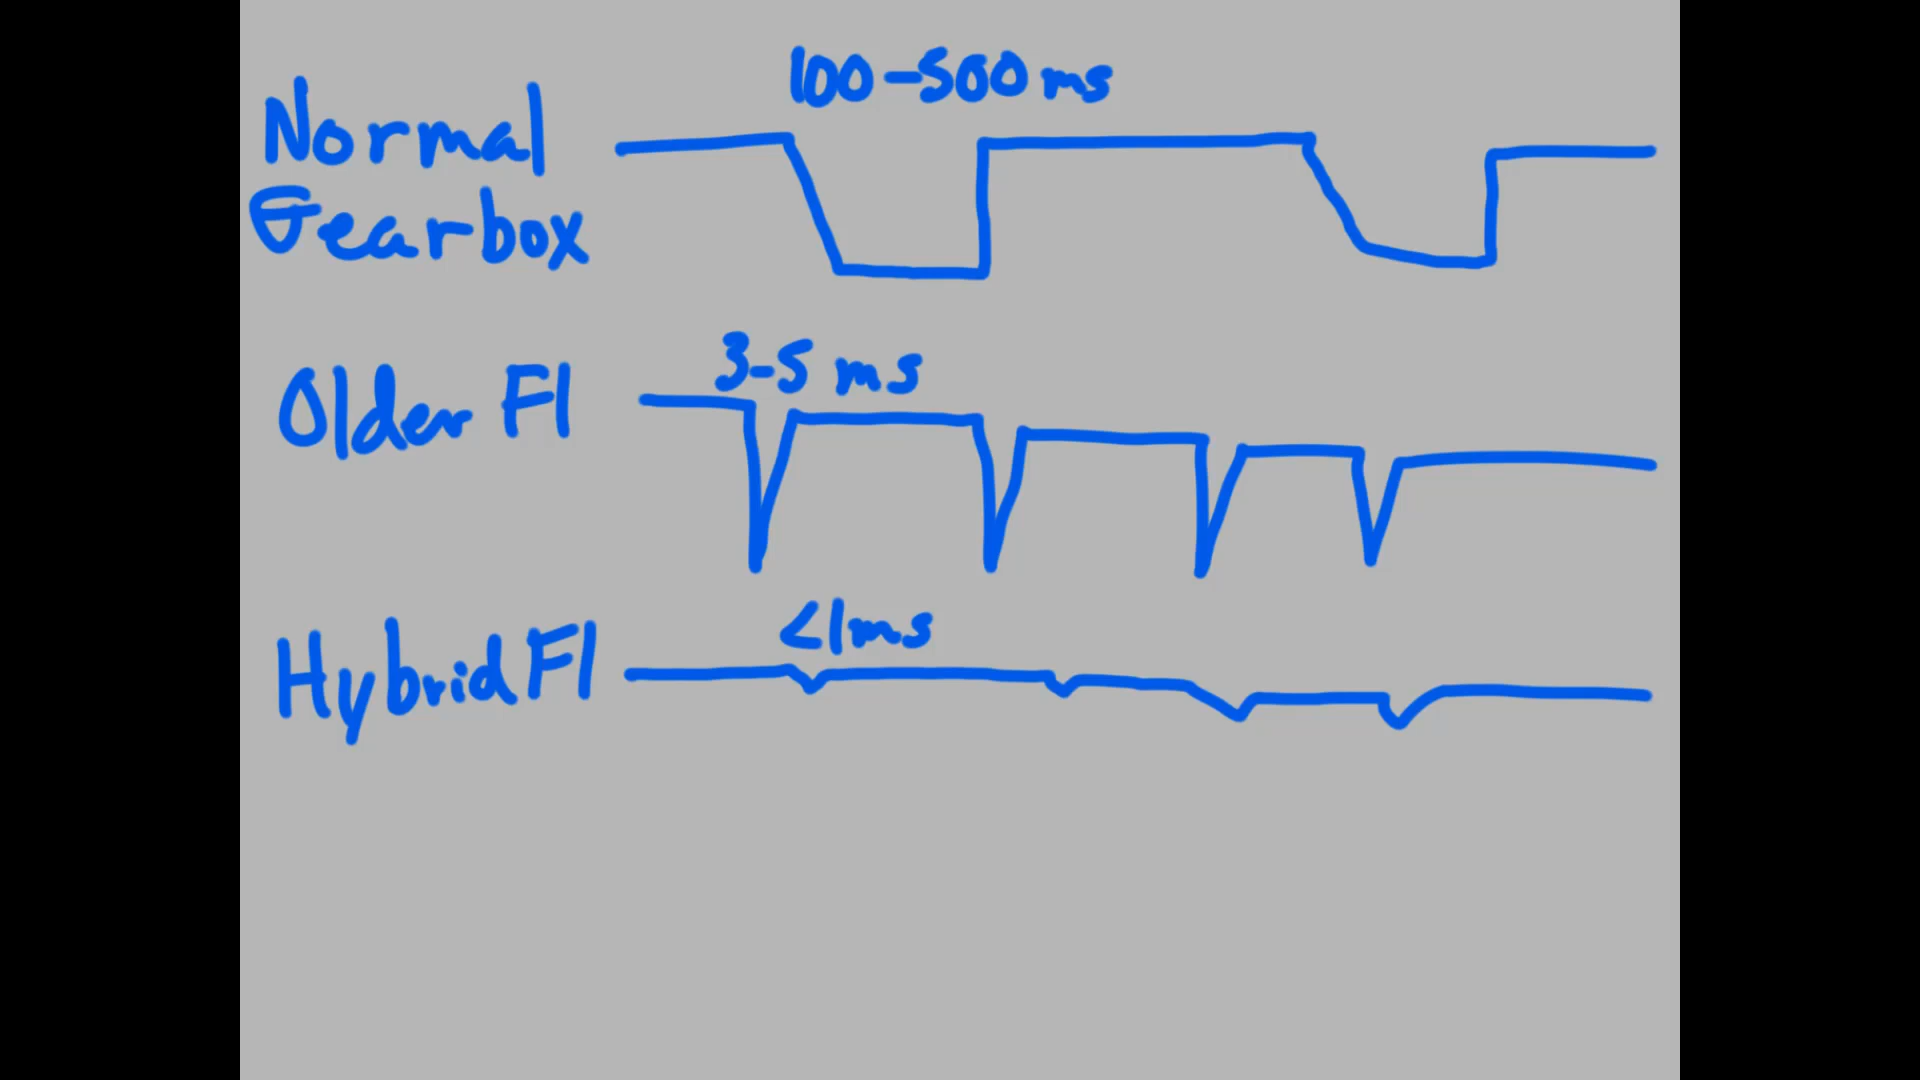 100-500 ms
Normal
Gearbox
3-5 ms
Older F1
<1ms
Hybrid F1